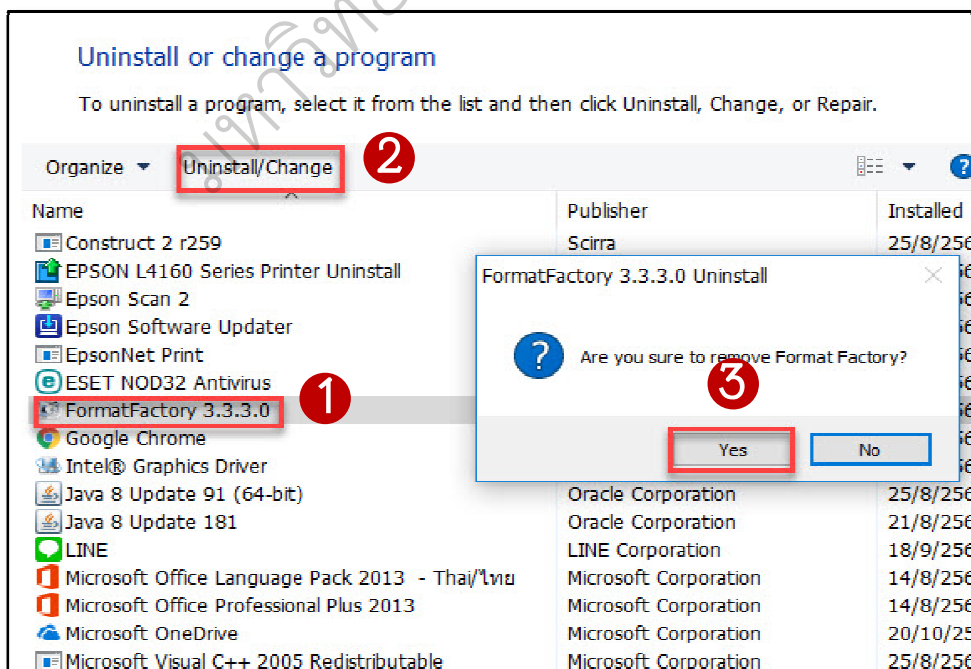 Uninstall or change a program
To uninstall a program, select it from the list and then click Uninstall, Change, or Repair.
Organize Uninstall/Change 2
Name Publisher Installed
Construct 2 r259 Scirra 25/8/256
EPSON L4160 Series Printer Uninstall
Epson Scan 2
Epson Software Updater
EpsonNet Print
ESET NOD32 Antivirus
FormatFactory 3.3.3.0 1
Google Chrome
Intel® Graphics Driver
FormatFactory 3.3.3.0 Uninstall
Are you sure to remove Format Factory?
3
Yes No
Java 8 Update 91 (64-bit) Oracle Corporation 25/8/256
Java 8 Update 181 Oracle Corporation 21/8/256
LINE LINE Corporation 18/9/256
Microsoft Office Language Pack 2013 - Thai/ไทย Microsoft Corporation 14/8/256
Microsoft Office Professional Plus 2013 Microsoft Corporation 14/8/256
Microsoft OneDrive Microsoft Corporation 20/10/25
Microsoft Visual C++ 2005 Redistributable Microsoft Corporation 25/8/256